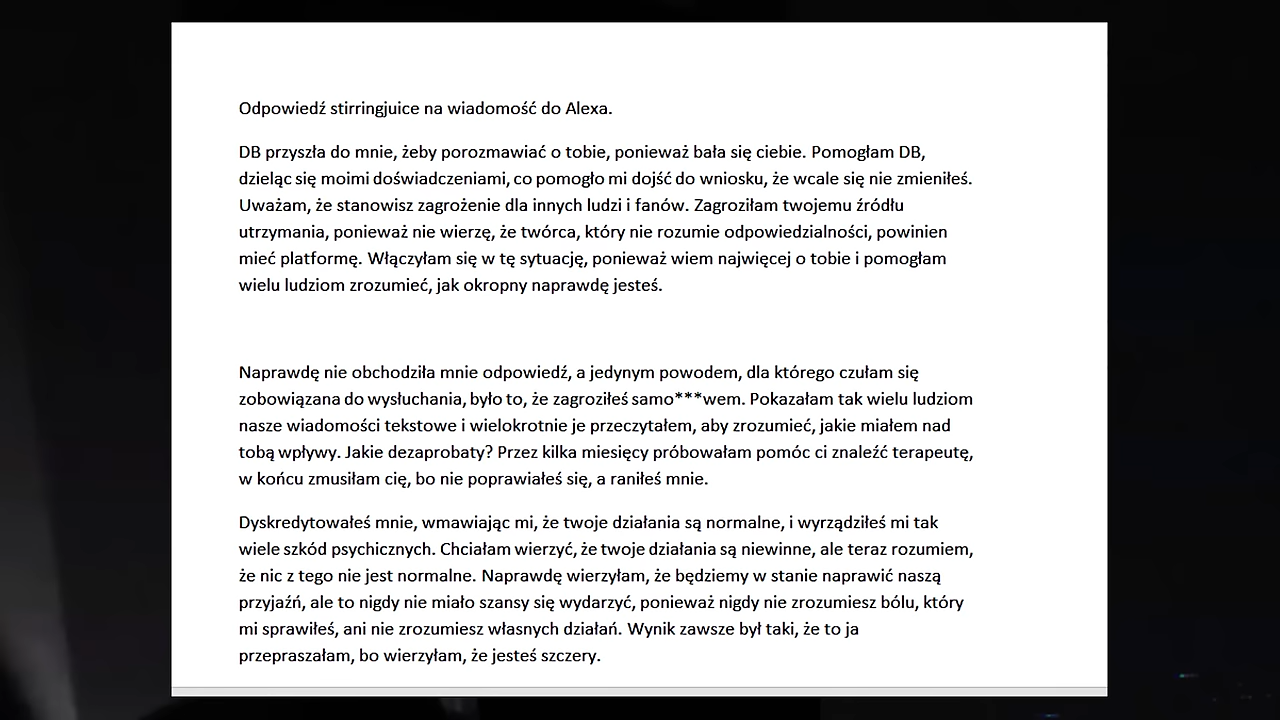 Odpowiedź stirringjuice na wiadomość do Alexa.
DB przyszła do mnie, żeby porozmawiać o tobie, ponieważ bała się ciebie. Pomogłam DB,
dzieląc się moimi doświadczeniami, co pomogło mi dojść do wniosku, że wcale się nie zmieniłeś.
Uważam, że stanowisz zagrożenie dla innych ludzi i fanów. Zagroziłam twojemu źródłu
utrzymania, ponieważ nie wierzę, że twórca, który nie rozumie odpowiedzialności, powinien
mieć platformę. Włączyłam się w tę sytuację, ponieważ wiem najwięcej o tobie i pomogłam
wielu ludziom zrozumieć, jak okropny naprawdę jesteś.
Naprawdę nie obchodziła mnie odpowiedź, a jedynym powodem, dla którego czułam się
zobowiązana do wysłuchania, było to, że zagroziłeś samo***wem. Pokazałam tak wielu ludziom
nasze wiadomości tekstowe i wielokrotnie je przeczytałem, aby zrozumieć, jakie miałem nad
tobą wpływy. Jakie dezaprobaty? Przez kilka miesięcy próbowałam pomóc ci znaleźć terapeutę,
w końcu zmusiłam cię, bo nie poprawiałeś się, a raniłeś mnie.
Dyskredytowałeś mnie, wmawiając mi, że twoje działania są normalne, i wyrządziłeś mi tak
wiele szkód psychicznych. Chciałam wierzyć, że twoje działania są niewinne, ale teraz rozumiem,
że nic z tego nie jest normalne. Naprawdę wierzyłam, że będziemy w stanie naprawić naszą
przyjaźń, ale to nigdy nie miało szansy się wydarzyć, ponieważ nigdy nie zrozumiesz bólu, który
mi sprawiłeś, ani nie zrozumiesz własnych działań. Wynik zawsze był taki, że to ja
przepraszałam, bo wierzyłam, że jesteś szczery.